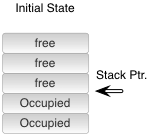 Initial State
free
free
free
Stack Ptr.
Occupied
Occupied